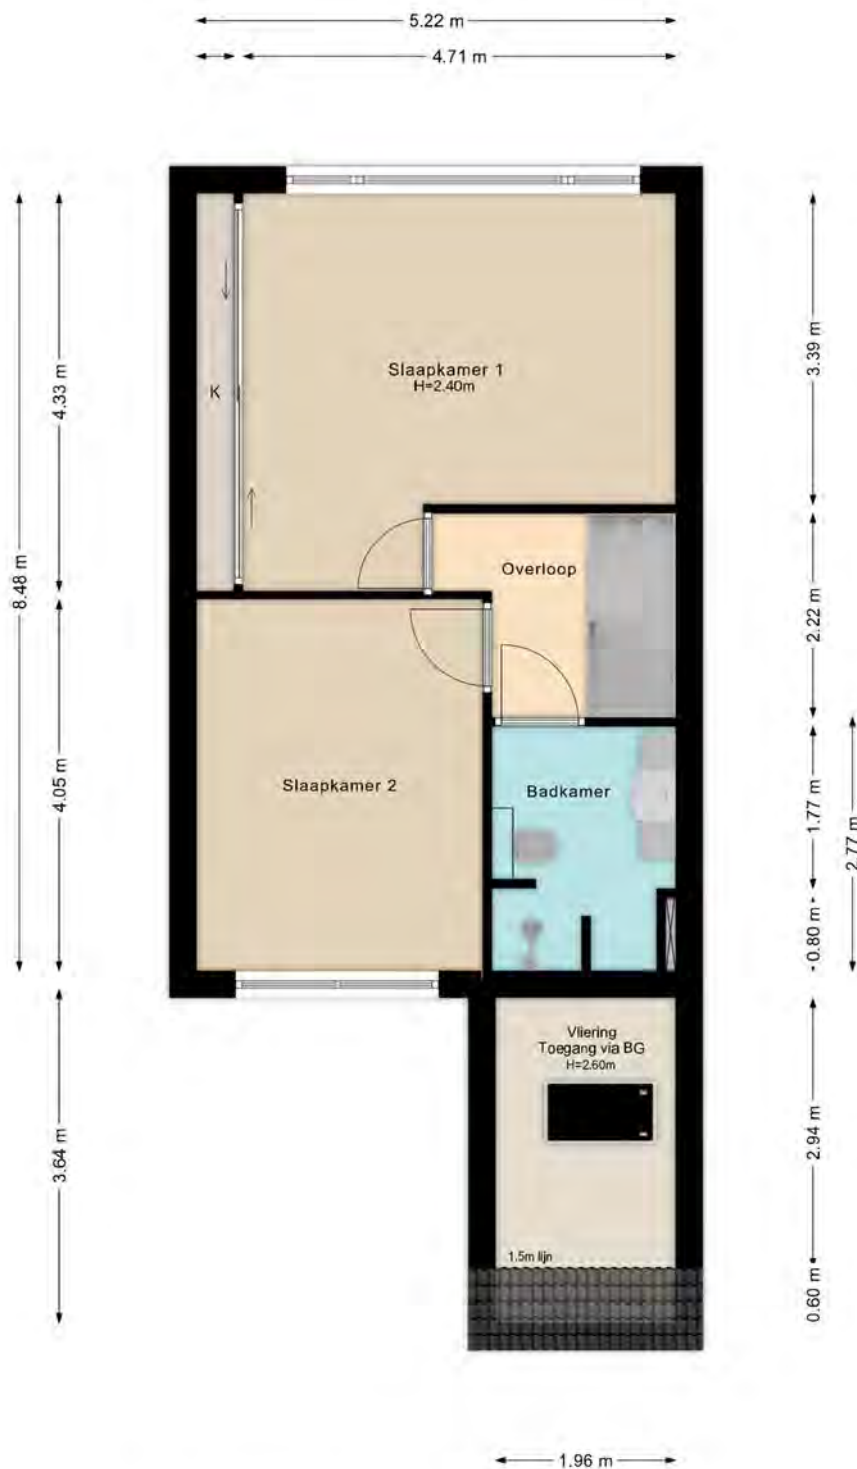 5.22 m
4.71 m
Slaapkamer 1
H=2.40m
K
3.39 m
4.33 m
8.48 m
Overloop
2.22 m
Slaapkamer 2
Badkamer
4.05 m
1.77 m
2.77 m
0.80 m
Vliering
Toegang via BG
H=2.60m
2.94 m
3.64 m
1.5m lijn
0.60 m
1.96 m